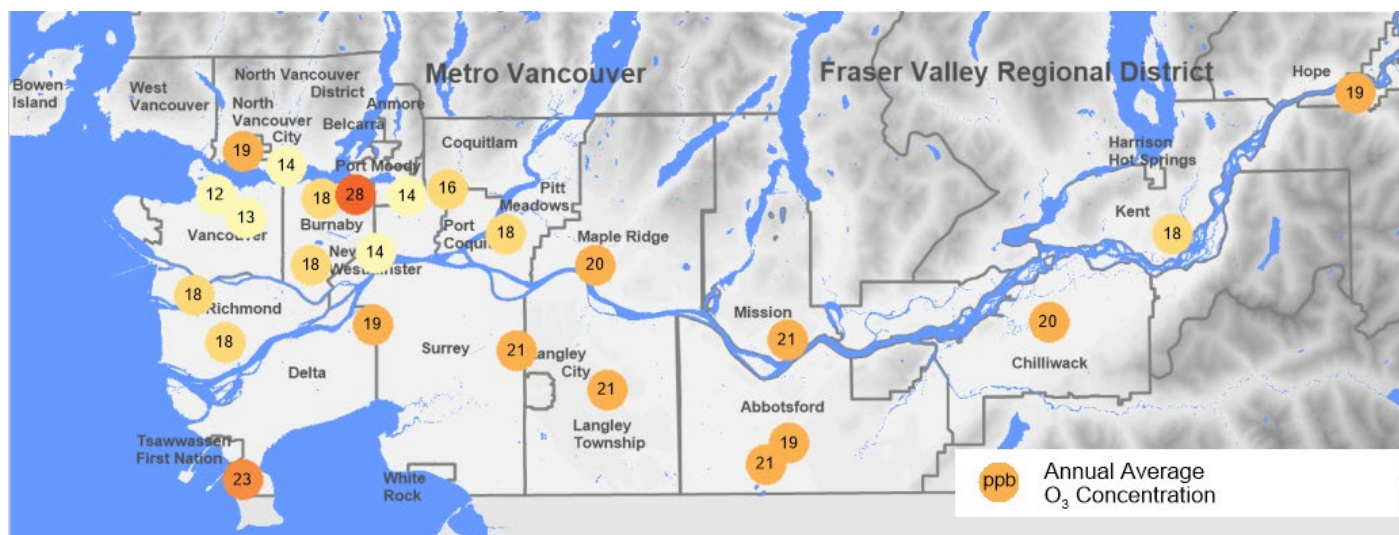 Metro Vancouver
Fraser Valley Regional District
Bowen
Island
West
Vancouver
North Vancouver
District
North
Vancouver
City
Anmore
Belcarra
Port Moody
Coquitlam
Pitt
Meadows
Port
Coquit
Maple Ridge
Harrison
Hot Springs
Hope
Kent
Vancouver
Burnaby
New
Westminster
Richmond
Delta
Surrey
Langley
City
Langley
Township
Mission
Abbotsford
Chilliwack
Tsawwassen
First Nation
White
Rock
19
19
14
12
13
18
28
14
16
18
18
14
18
20
18
18
19
21
21
21
20
19
21
23
ppb
Annual Average
O₃ Concentration